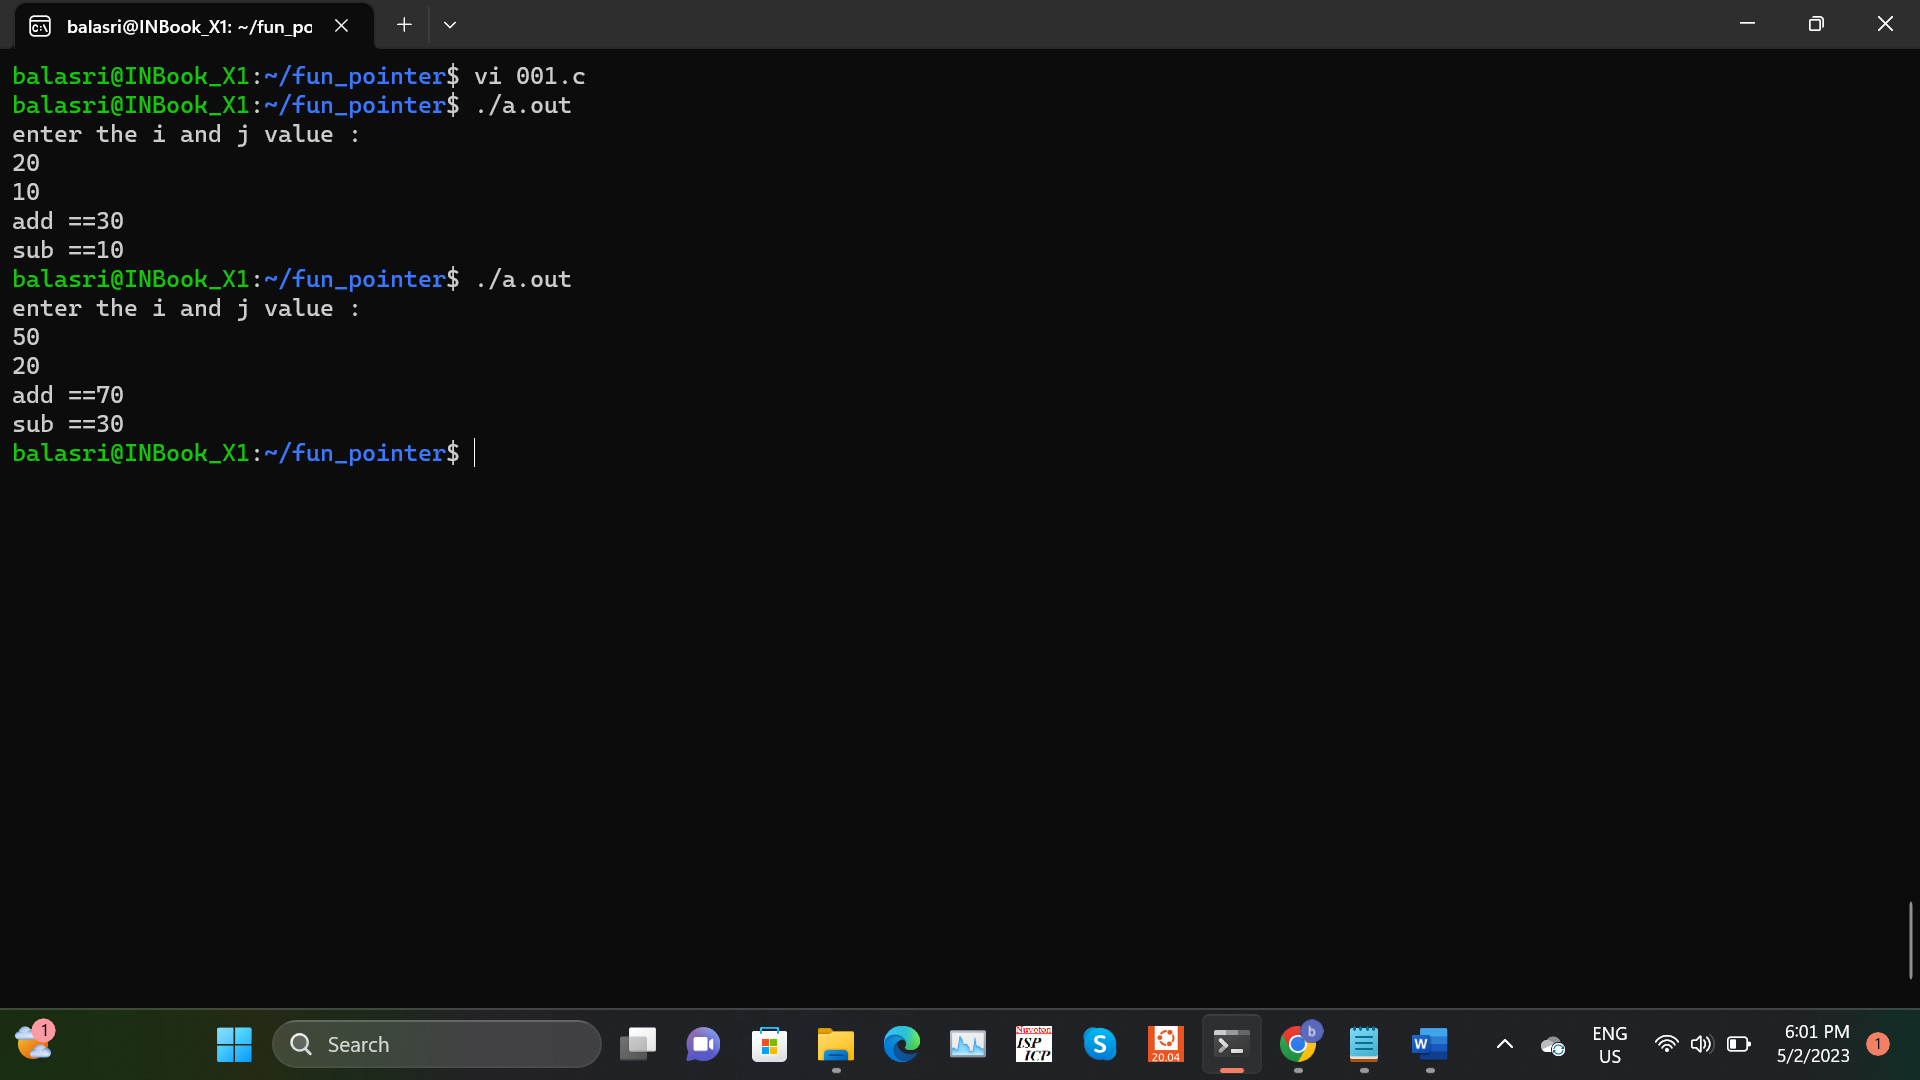 balasri@INBook_X1: ~/fun_po
balasri@INBook_X1:~/fun_pointer$ vi 001.c
balasri@INBook_X1:~/fun_pointer$ ./a.out
enter the i and j value :
20
10
add ==30
sub ==10
balasri@INBook_X1:~/fun_pointer$ ./a.out
enter the i and j value :
50
20
add ==70
sub ==30
balasri@INBook_X1:~/fun_pointer$
1
Search
Nuvoton
ISP
ICP
S
20.04
b
W
ENG
US
6:01 PM
5/2/2023
1